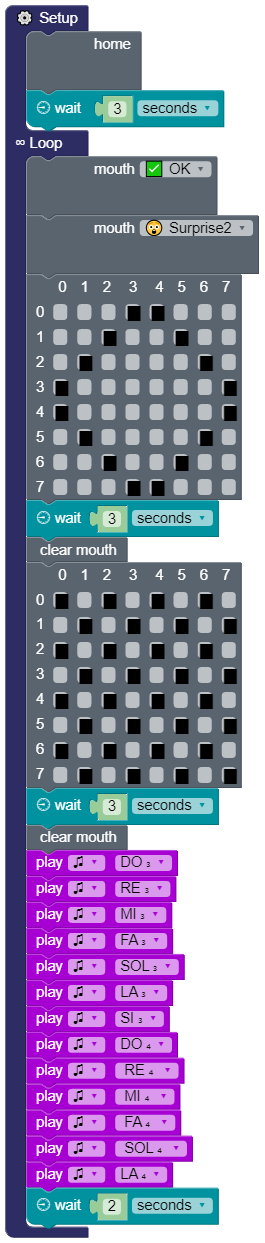 Setup
home
wait 3 seconds
Loop
mouth OK
mouth Surprise2
0 1 2 3 4 5 6 7
0
1
2
3
4
5
6
7
wait 3 seconds
clear mouth
0 1 2 3 4 5 6 7
0
1
2
3
4
5
6
7
wait 3 seconds
clear mouth
play DO 3
play RE 3
play MI 3
play FA 3
play SOL 3
play LA 3
play SI 3
play DO 4
play RE 4
play MI 4
play FA 4
play SOL 4
play LA 4
wait 2 seconds